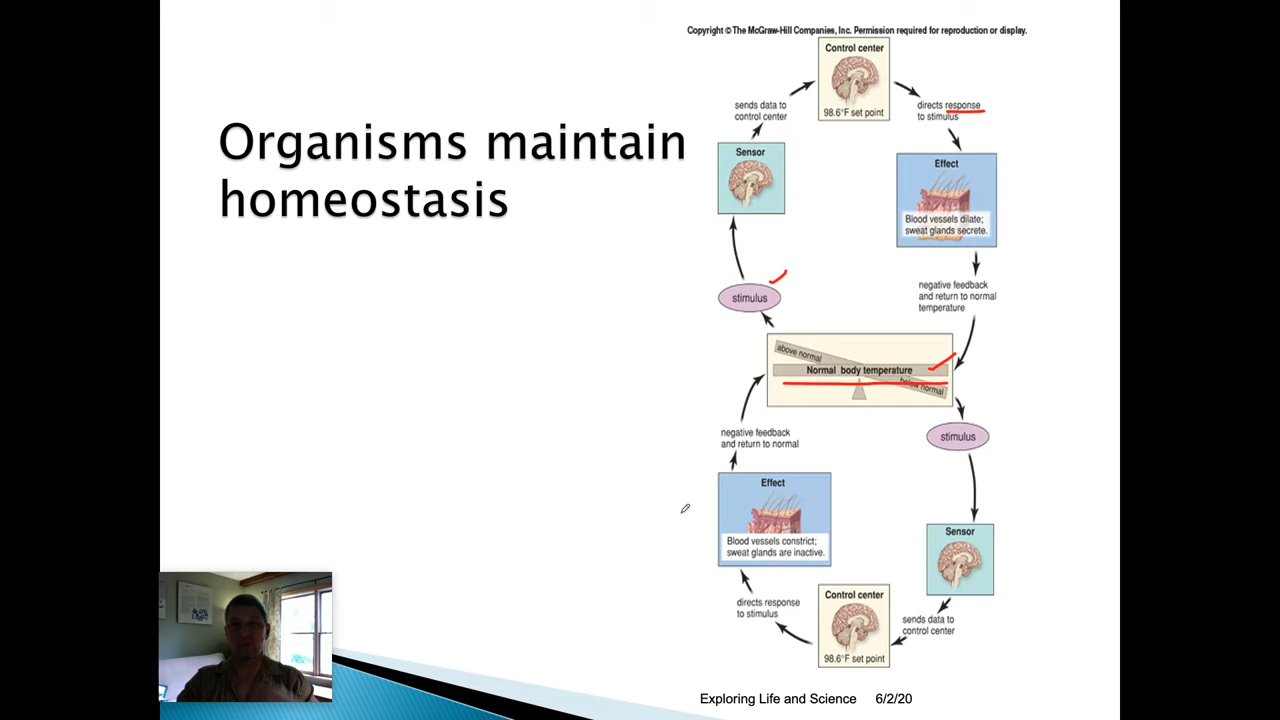 Copyright © The McGraw-Hill Companies, Inc. Permission required for reproduction or display.
Organisms maintain
homeostasis
Control center
98.6°F set point
sends data to
control center
directs response
to stimulus
Sensor
Effect
Blood vessels dilate;
sweat glands secrete.
stimulus
negative feedback
and return to normal
temperature
above normal
Normal body temperature
below normal
negative feedback
and return to normal
stimulus
Effect
Blood vessels constrict;
sweat glands are inactive.
Sensor
directs response
to stimulus
Control center
98.6°F set point
sends data to
control center
Exploring Life and Science 6/2/20